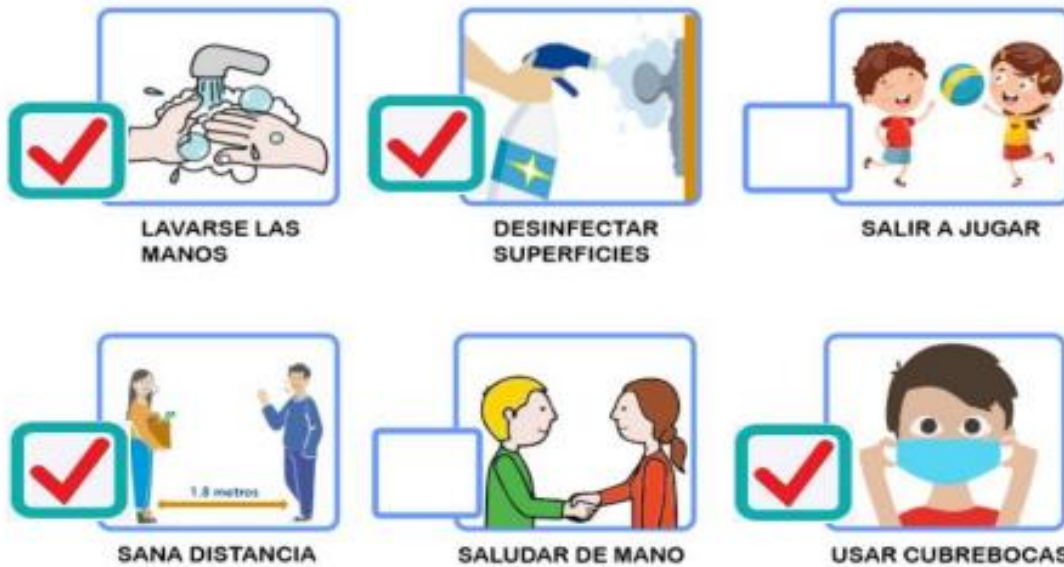 LAVARSE LAS
MANOS
DESINFECTAR
SUPERFICIES
SALIR A JUGAR
1.8 metros
SANA DISTANCIA
SALUDAR DE MANO
USAR CUBREBOCAS